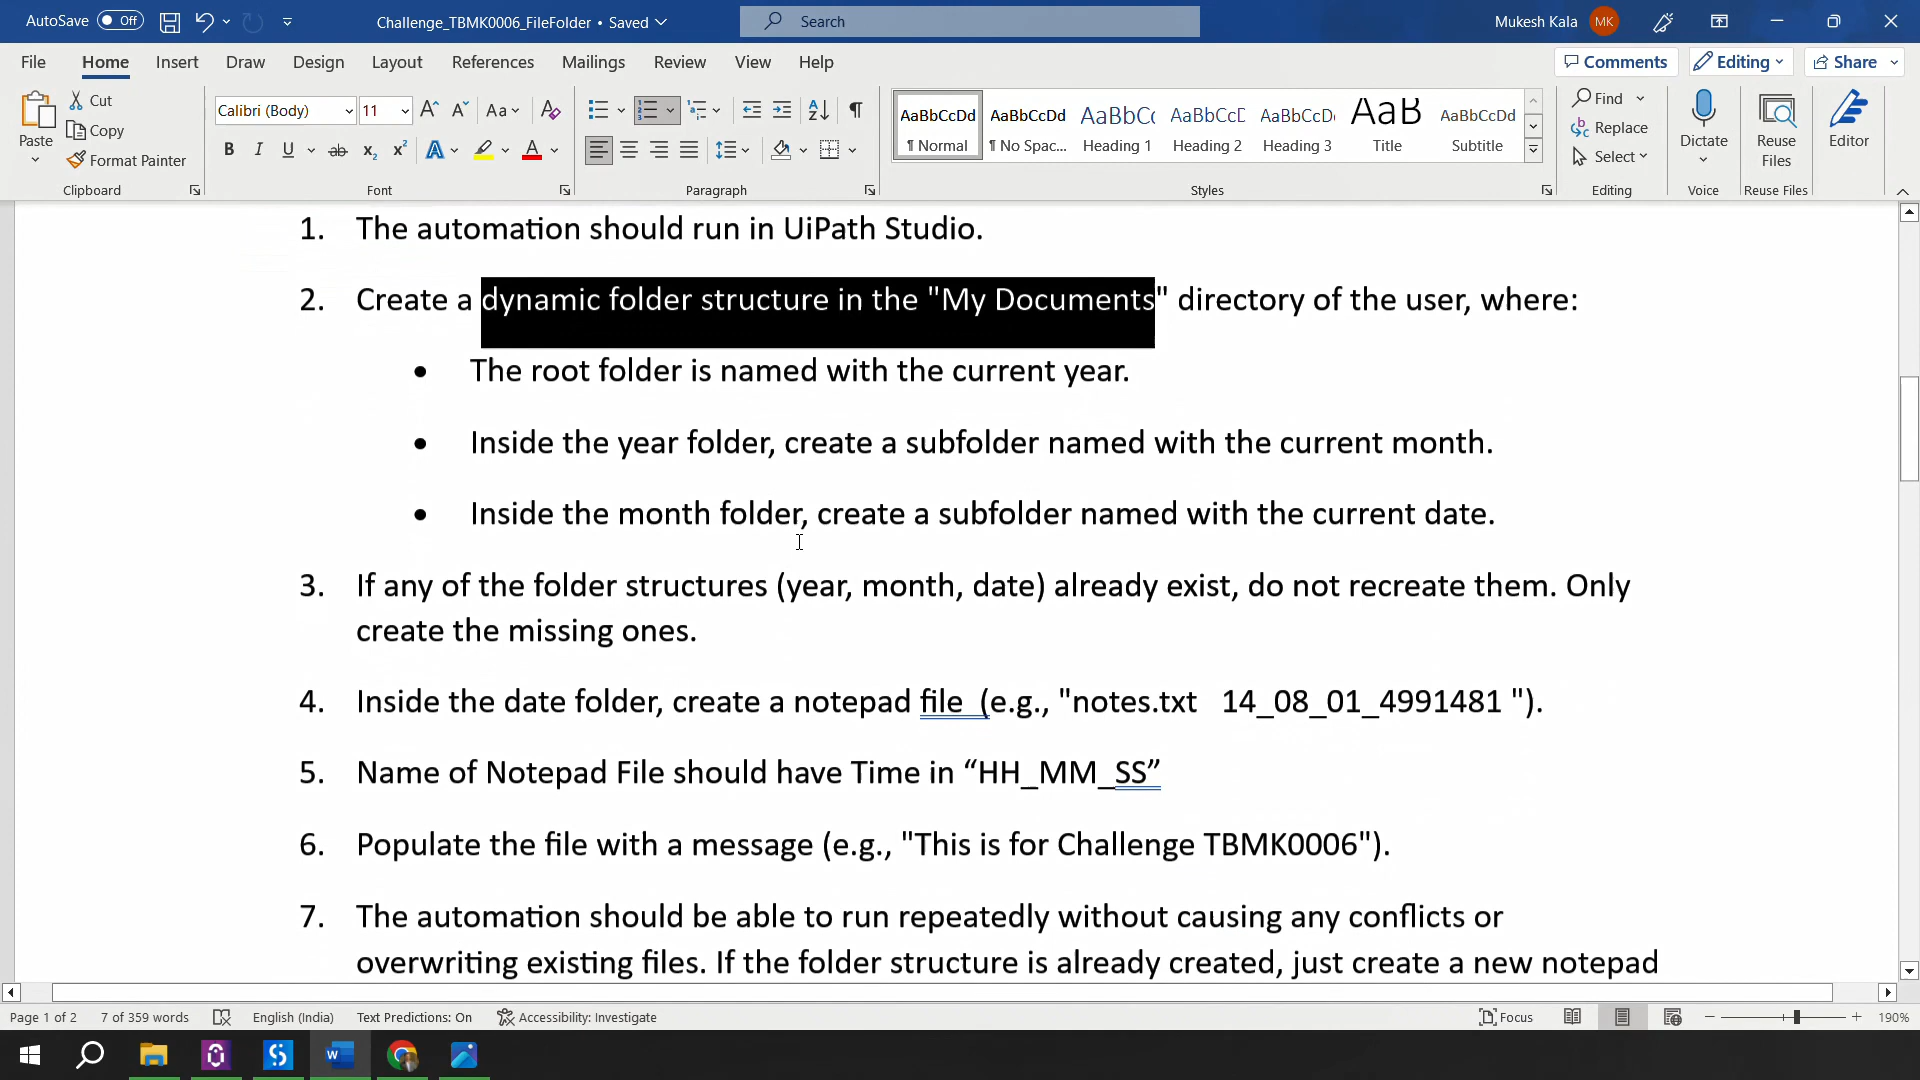 AutoSave Off Challenge_TBMK0006_FileFolder • Saved Search Mukesh Kala MK
File Home Insert Draw Design Layout References Mailings Review View Help Comments Editing Share
Paste Cut Copy Format Painter Clipboard
Calibri (Body) 11 Aa B I U ab x₂ x² A A Font
Paragraph
AaBbCcDd AaBbCcDd AaBbCc AaBbCcD AaBbCcDd AaB AaBbCcDd
¶ Normal ¶ No Spac... Heading 1 Heading 2 Heading 3 Title Subtitle
Styles
Find Replace Select Editing
Dictate Voice
Reuse Files Reuse Files
Editor
1. The automation should run in UiPath Studio.
2. Create a dynamic folder structure in the "My Documents" directory of the user, where:
• The root folder is named with the current year.
• Inside the year folder, create a subfolder named with the current month.
• Inside the month folder, create a subfolder named with the current date.
3. If any of the folder structures (year, month, date) already exist, do not recreate them. Only
create the missing ones.
4. Inside the date folder, create a notepad file (e.g., "notes.txt 14_08_01_4991481 ").
5. Name of Notepad File should have Time in “HH_MM_SS”
6. Populate the file with a message (e.g., "This is for Challenge TBMK0006").
7. The automation should be able to run repeatedly without causing any conflicts or
overwriting existing files. If the folder structure is already created, just create a new notepad
Page 1 of 2 7 of 359 words English (India) Text Predictions: On Accessibility: Investigate Focus 190%